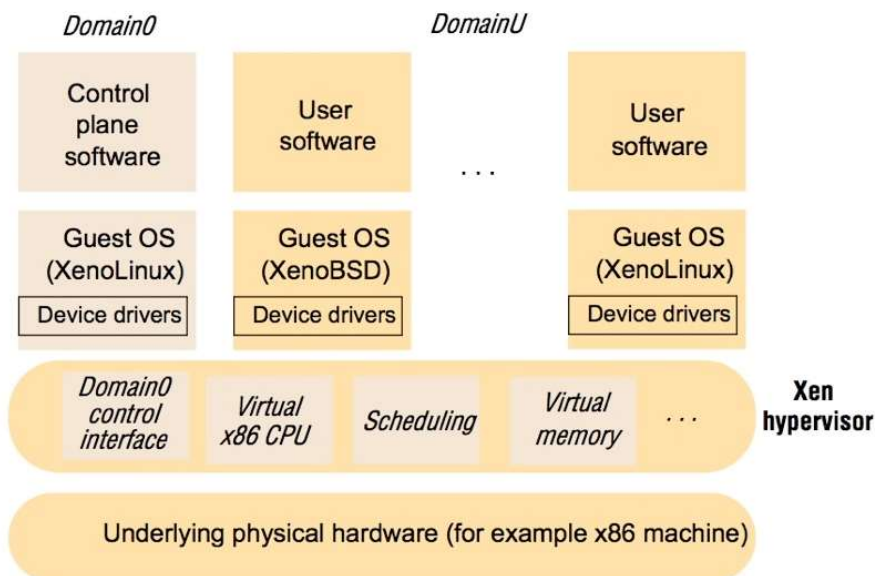 Domain0
DomainU
Control
plane
software
User
software
. . .
User
software
Guest OS
(XenoLinux)
Device drivers
Guest OS
(XenoBSD)
Device drivers
Guest OS
(XenoLinux)
Device drivers
Domain0
control
interface
Virtual
x86 CPU
Scheduling
Virtual
memory
. . .
Xen
hypervisor
Underlying physical hardware (for example x86 machine)